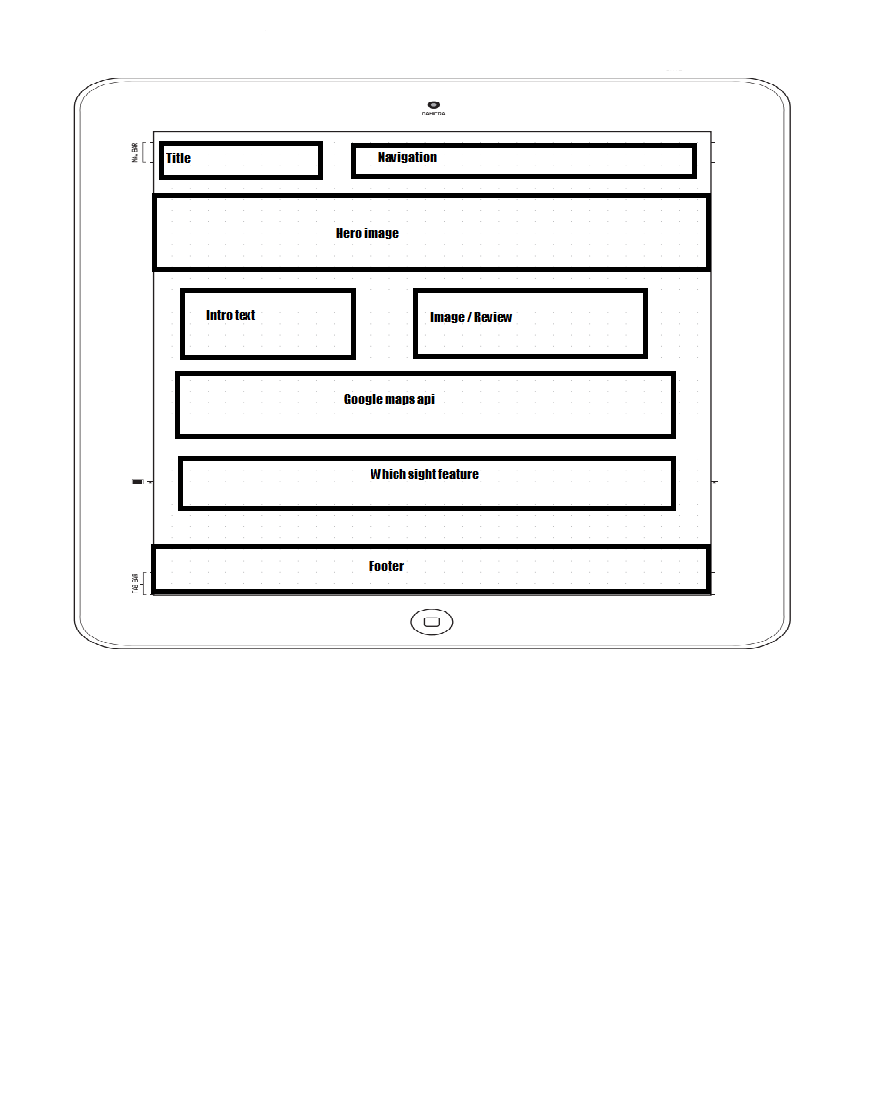 CAMERA
NAV BAR
Title
Navigation
Hero image
Intro text
Image / Review
Google maps api
Which sight feature
Footer
TAB BAR